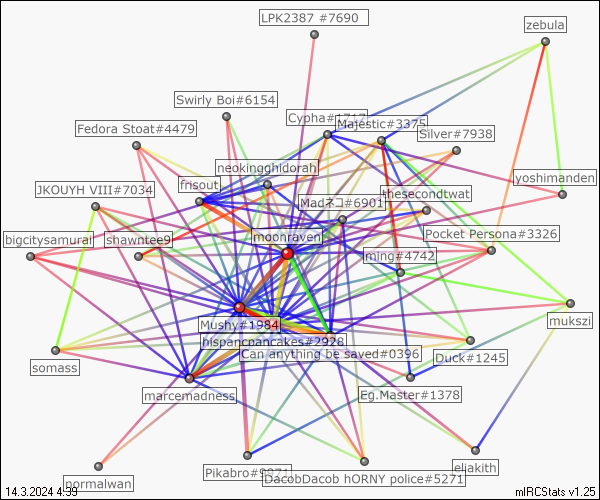 LPK2387 #7690
zebula
Swirly Boi#6154
Cypha#1717
Majestic#3375
Fedora Stoat#4479
Silver#7938
neokingghidorah
JKOUYH VIII#7034
frisout
thesecondtwat
yoshimanden
Madネコ#6901
bigcitysamurai
shawntee9
moonraven
Pocket Persona#3326
ming#4742
Mushy#1984
mukszi
hispancnancakes#2928
Can anything be saved#0396
Duck#1245
somass
marcemadness
Eg.Master#1378
normalwan
Pikabro#9971
DacobDacob hORNY police#5271
eliakith
14.3.2024 4:39
mIRCStats v1.25